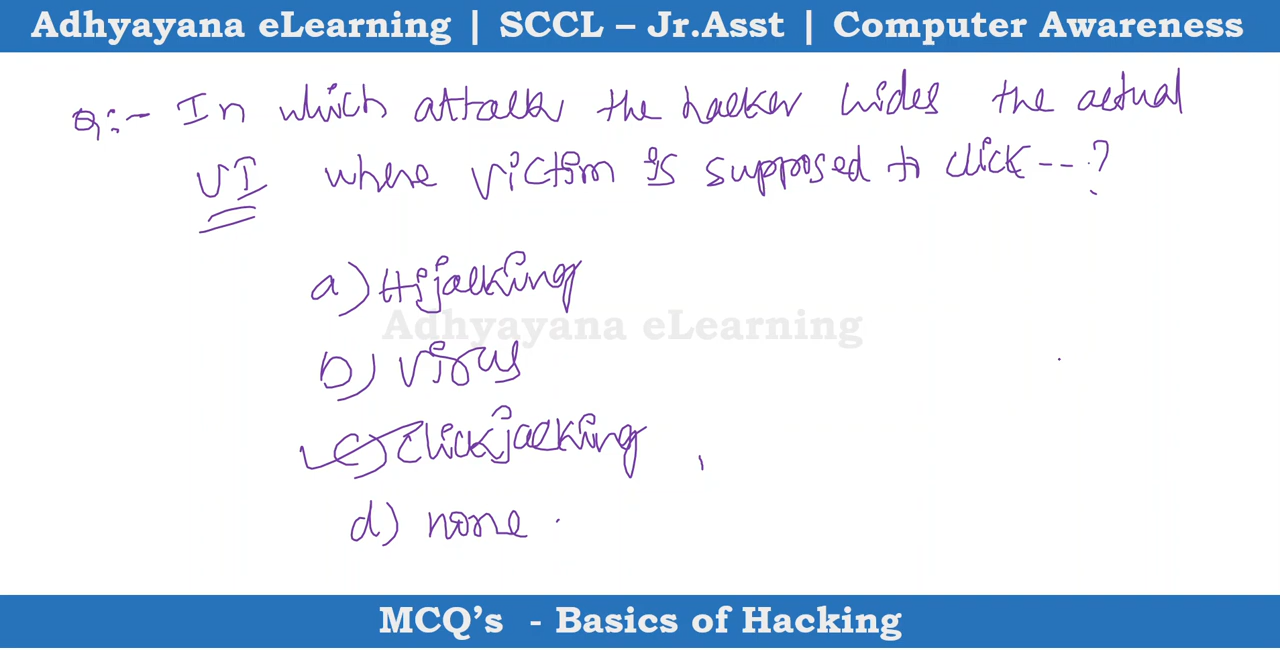 Adhyayana eLearning | SCCL – Jr.Asst | Computer Awareness
Q:- In which attack the hacker hides the actual
UI where victim is supposed to click --?
a) Hijacking
Adhyayana eLearning
b) virus
c) Clickjacking
d) none
MCQ's - Basics of Hacking